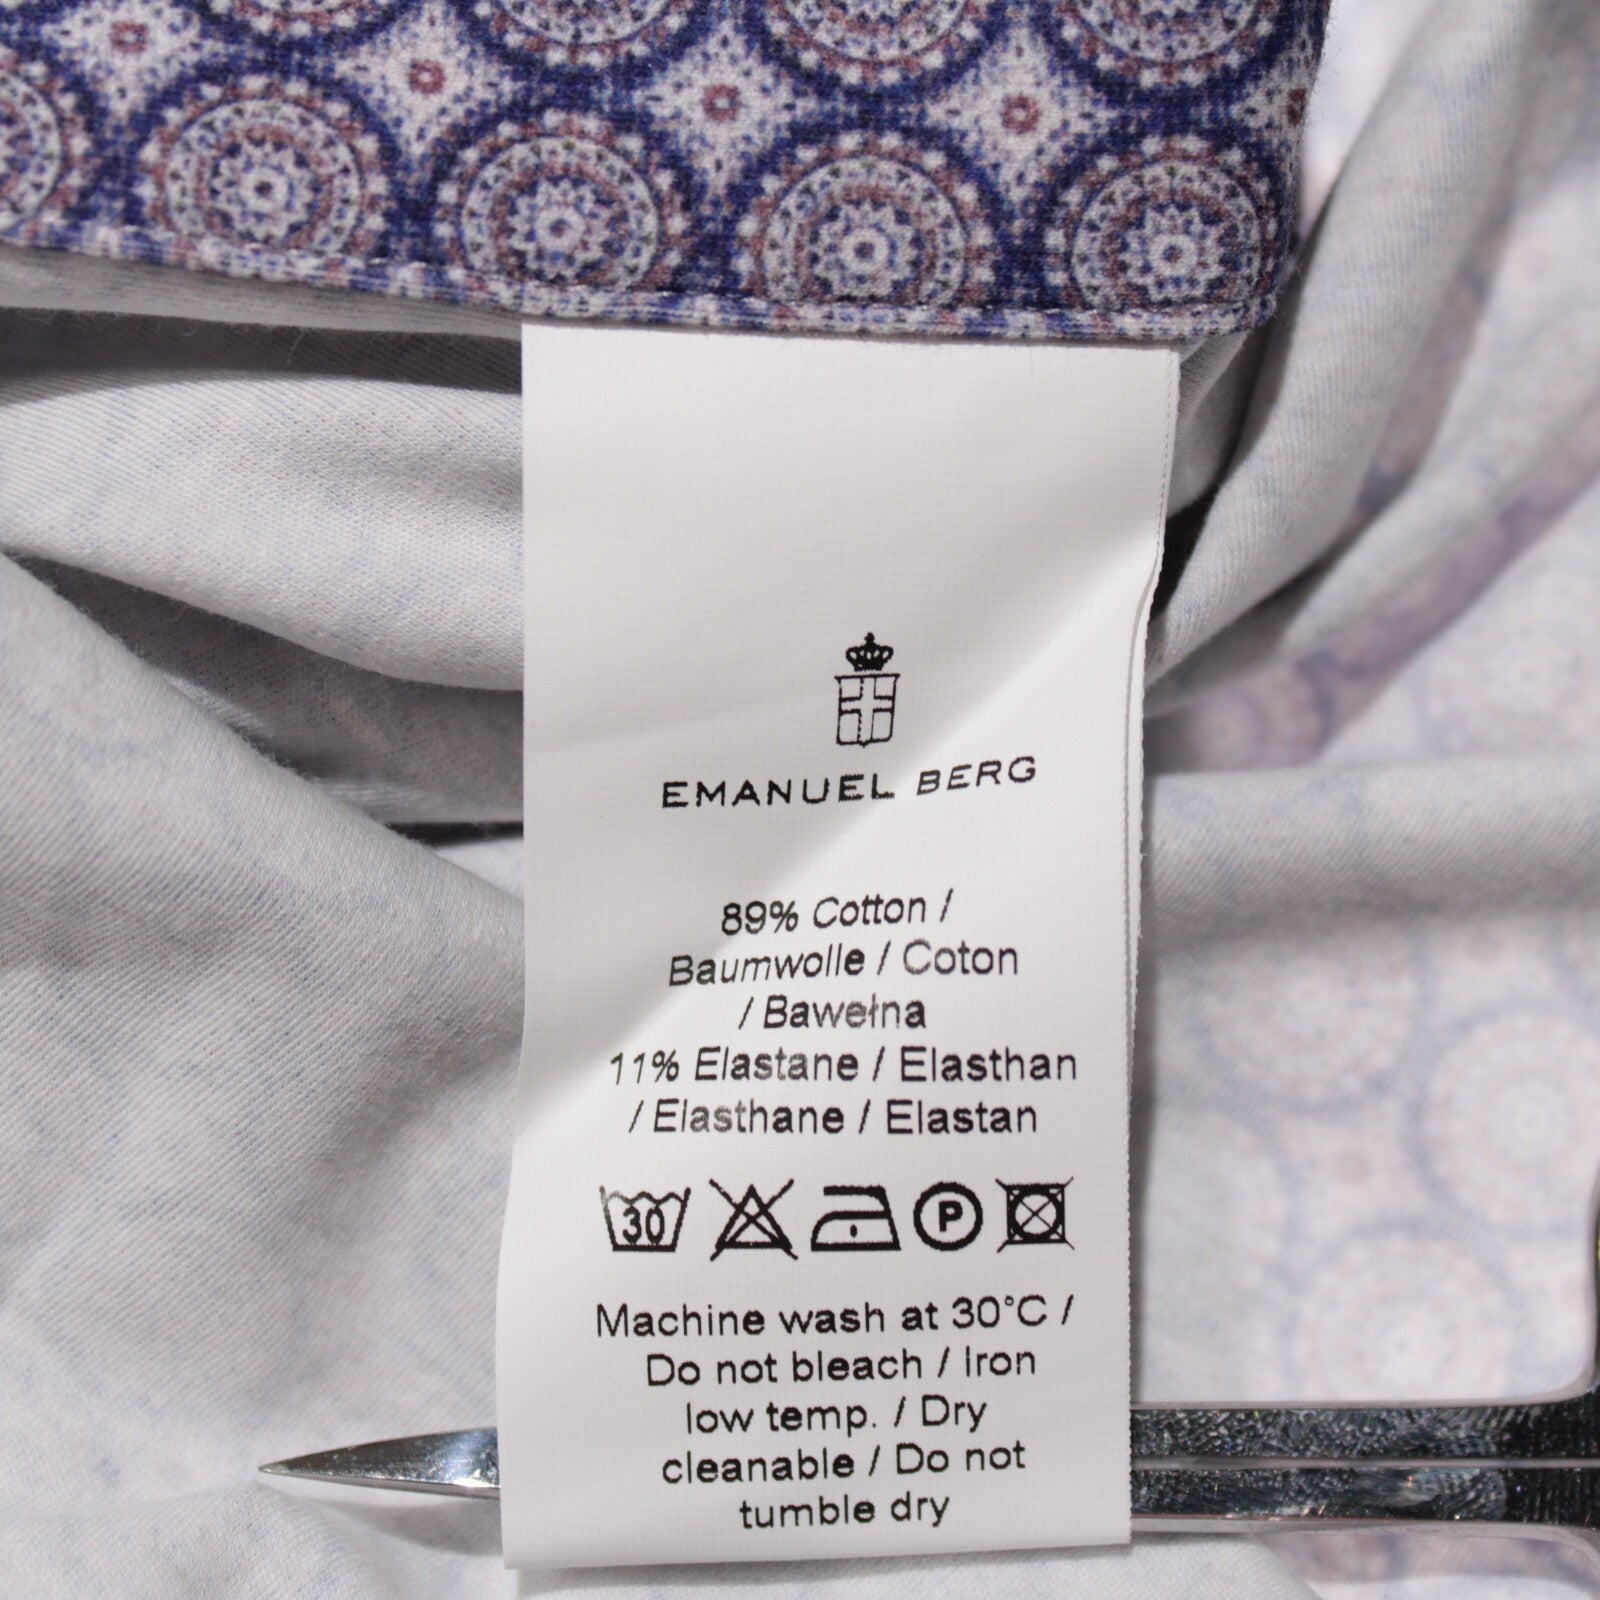 EMANUEL BERG
89% Cotton /
Baumwolle / Coton
/ Bawełna
11% Elastane / Elasthan
/ Elasthane / Elastan
30 P
Machine wash at 30°C /
Do not bleach / Iron
low temp. / Dry
cleanable / Do not
tumble dry